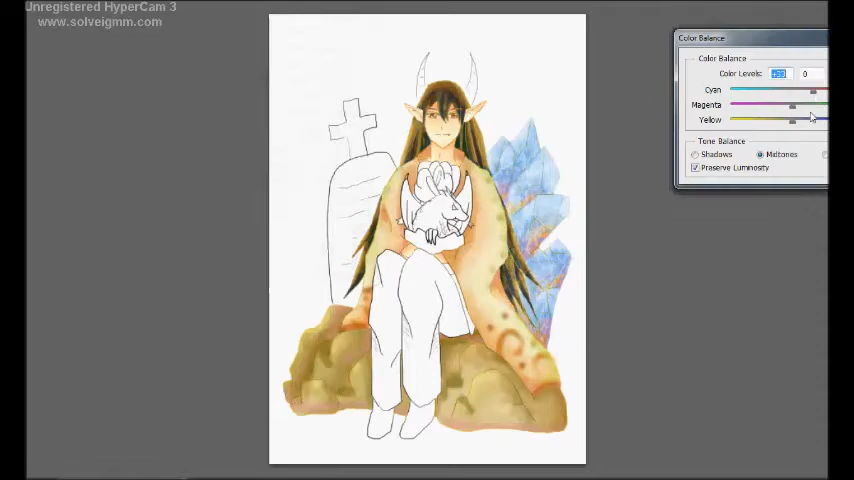 Unregistered HyperCam 3
www.solveigmm.com
Color Balance
Color Balance
Color Levels: +33 0
Cyan
Magenta
Yellow
Tone Balance
Shadows Midtones
Preserve Luminosity